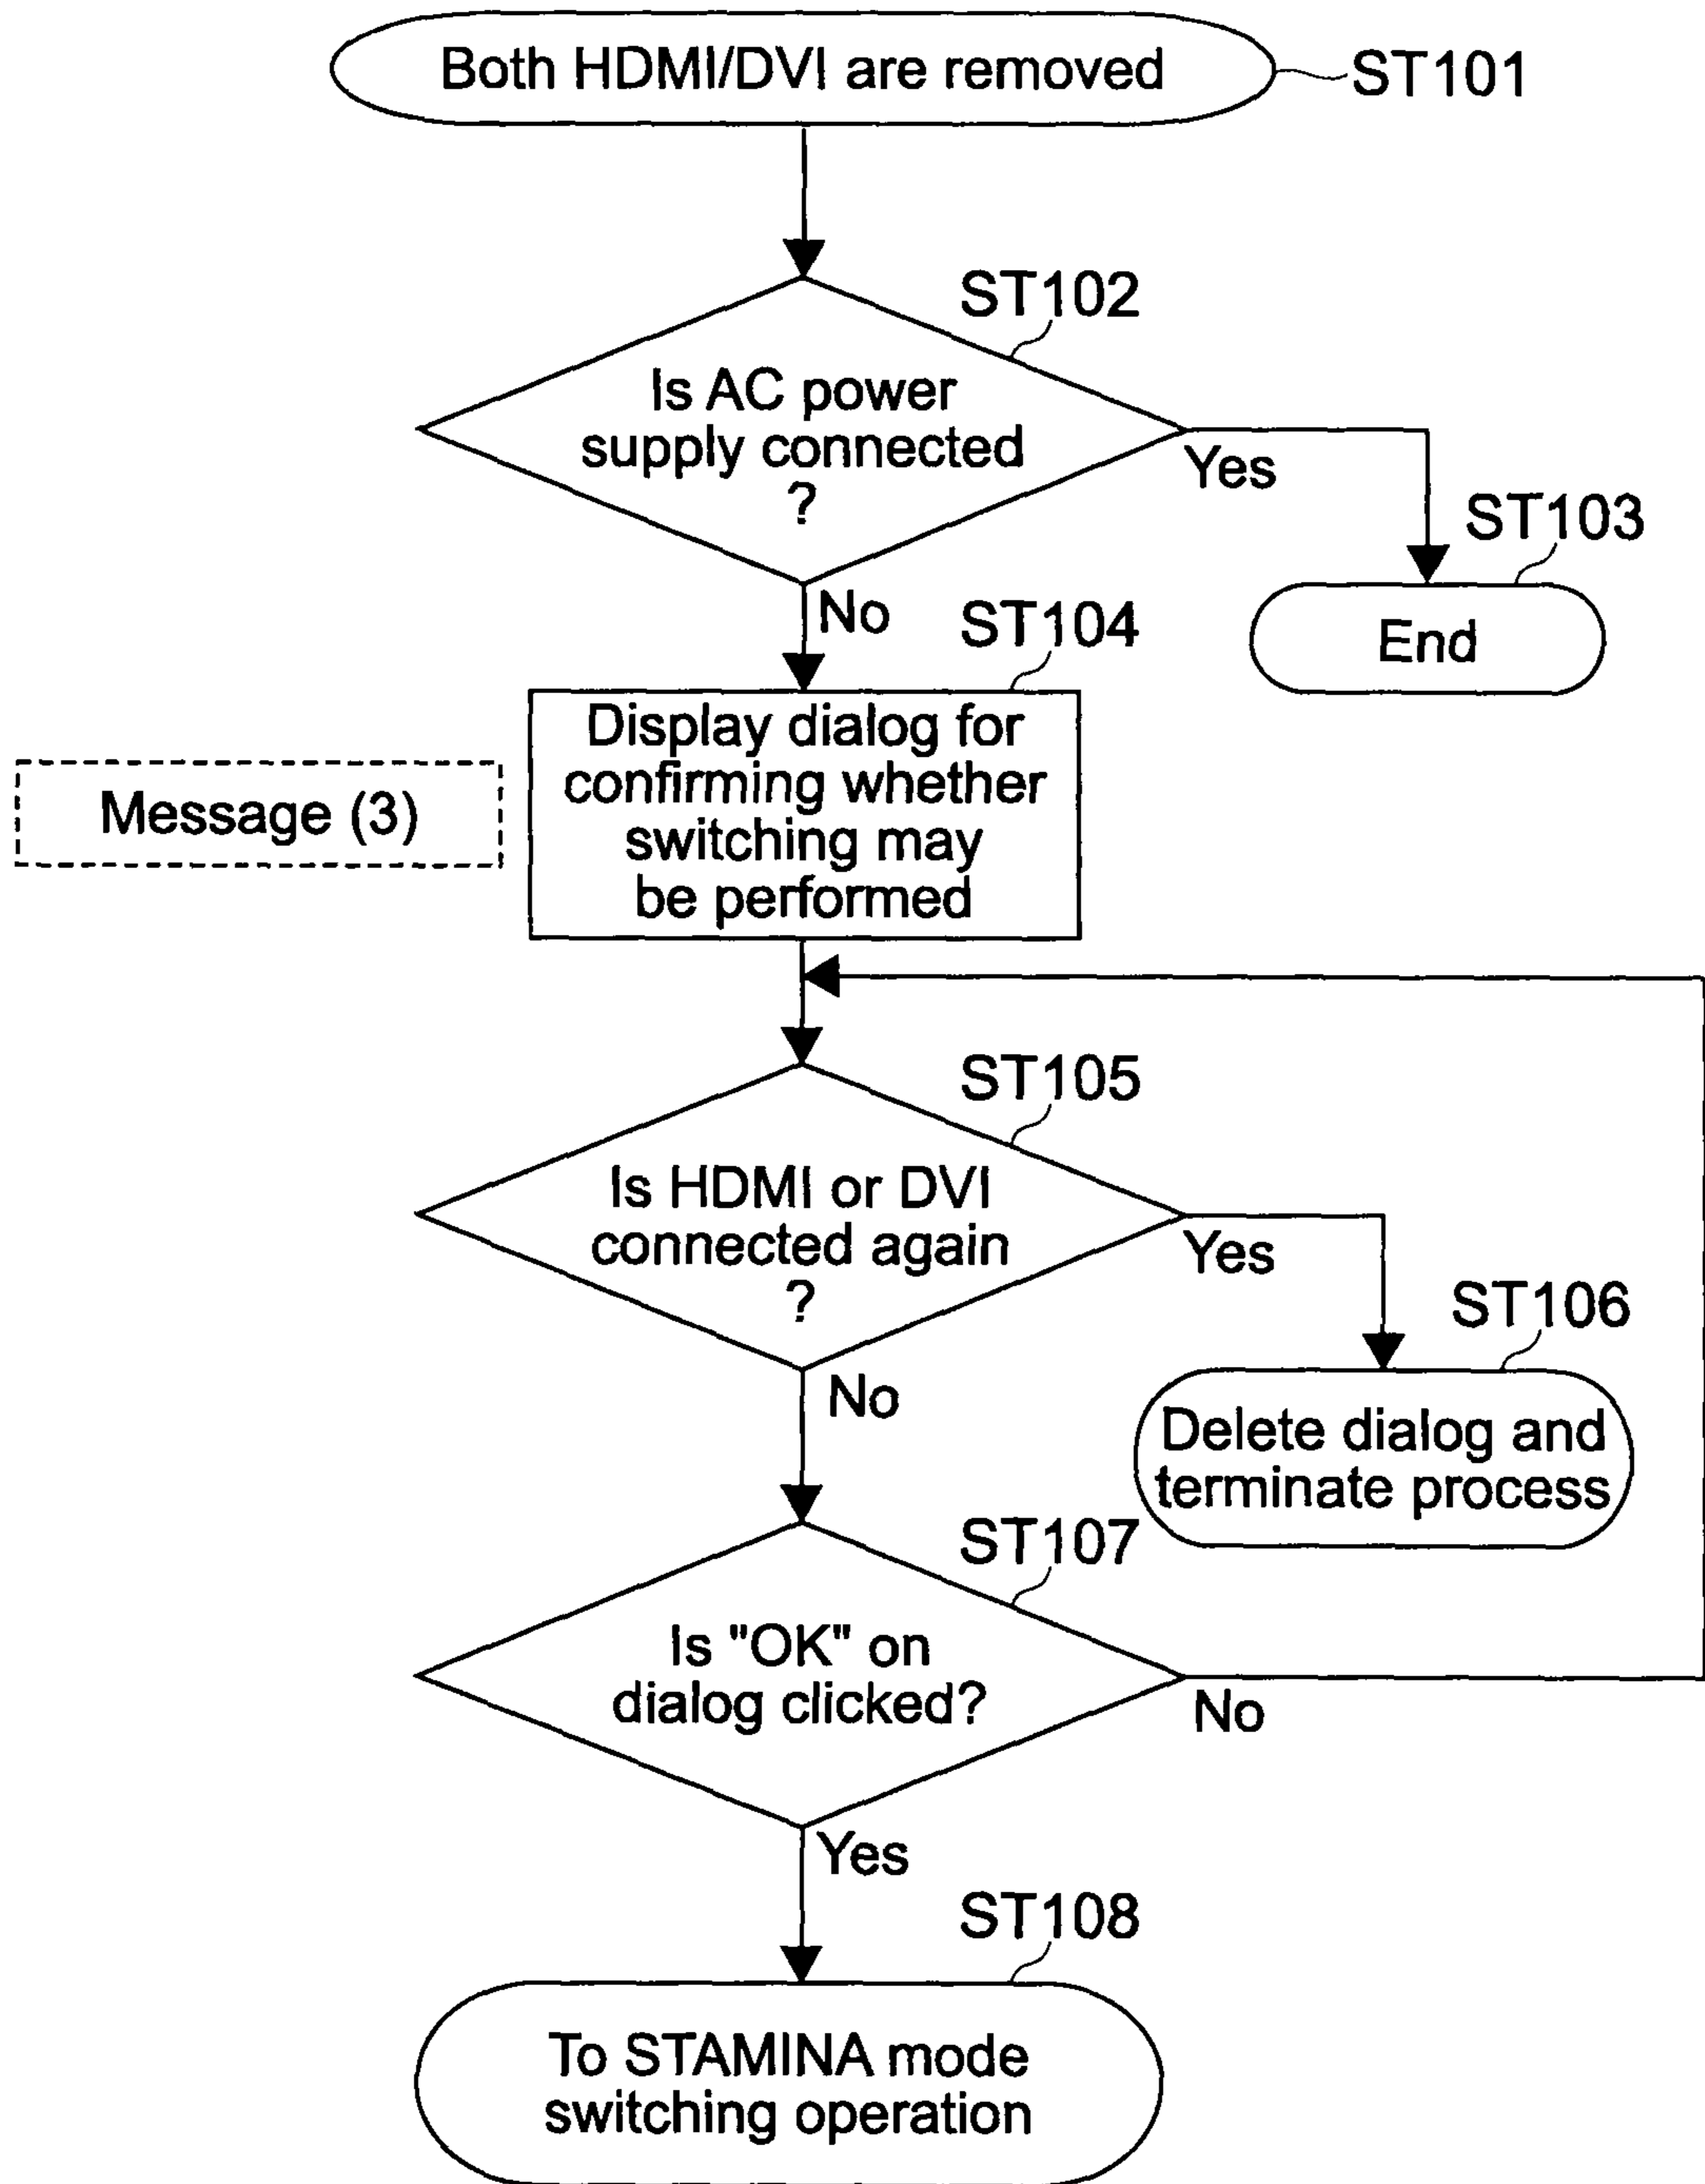 Both HDMI/DVI are removed
ST101
ST102
Is AC power
supply connected
?
Yes
ST103
End
No
ST104
Display dialog for
confirming whether
switching may
be performed
Message (3)
ST105
Is HDMI or DVI
connected again
?
Yes
ST106
Delete dialog and
terminate process
No
ST107
Is "OK" on
dialog clicked?
No
Yes
ST108
To STAMINA mode
switching operation